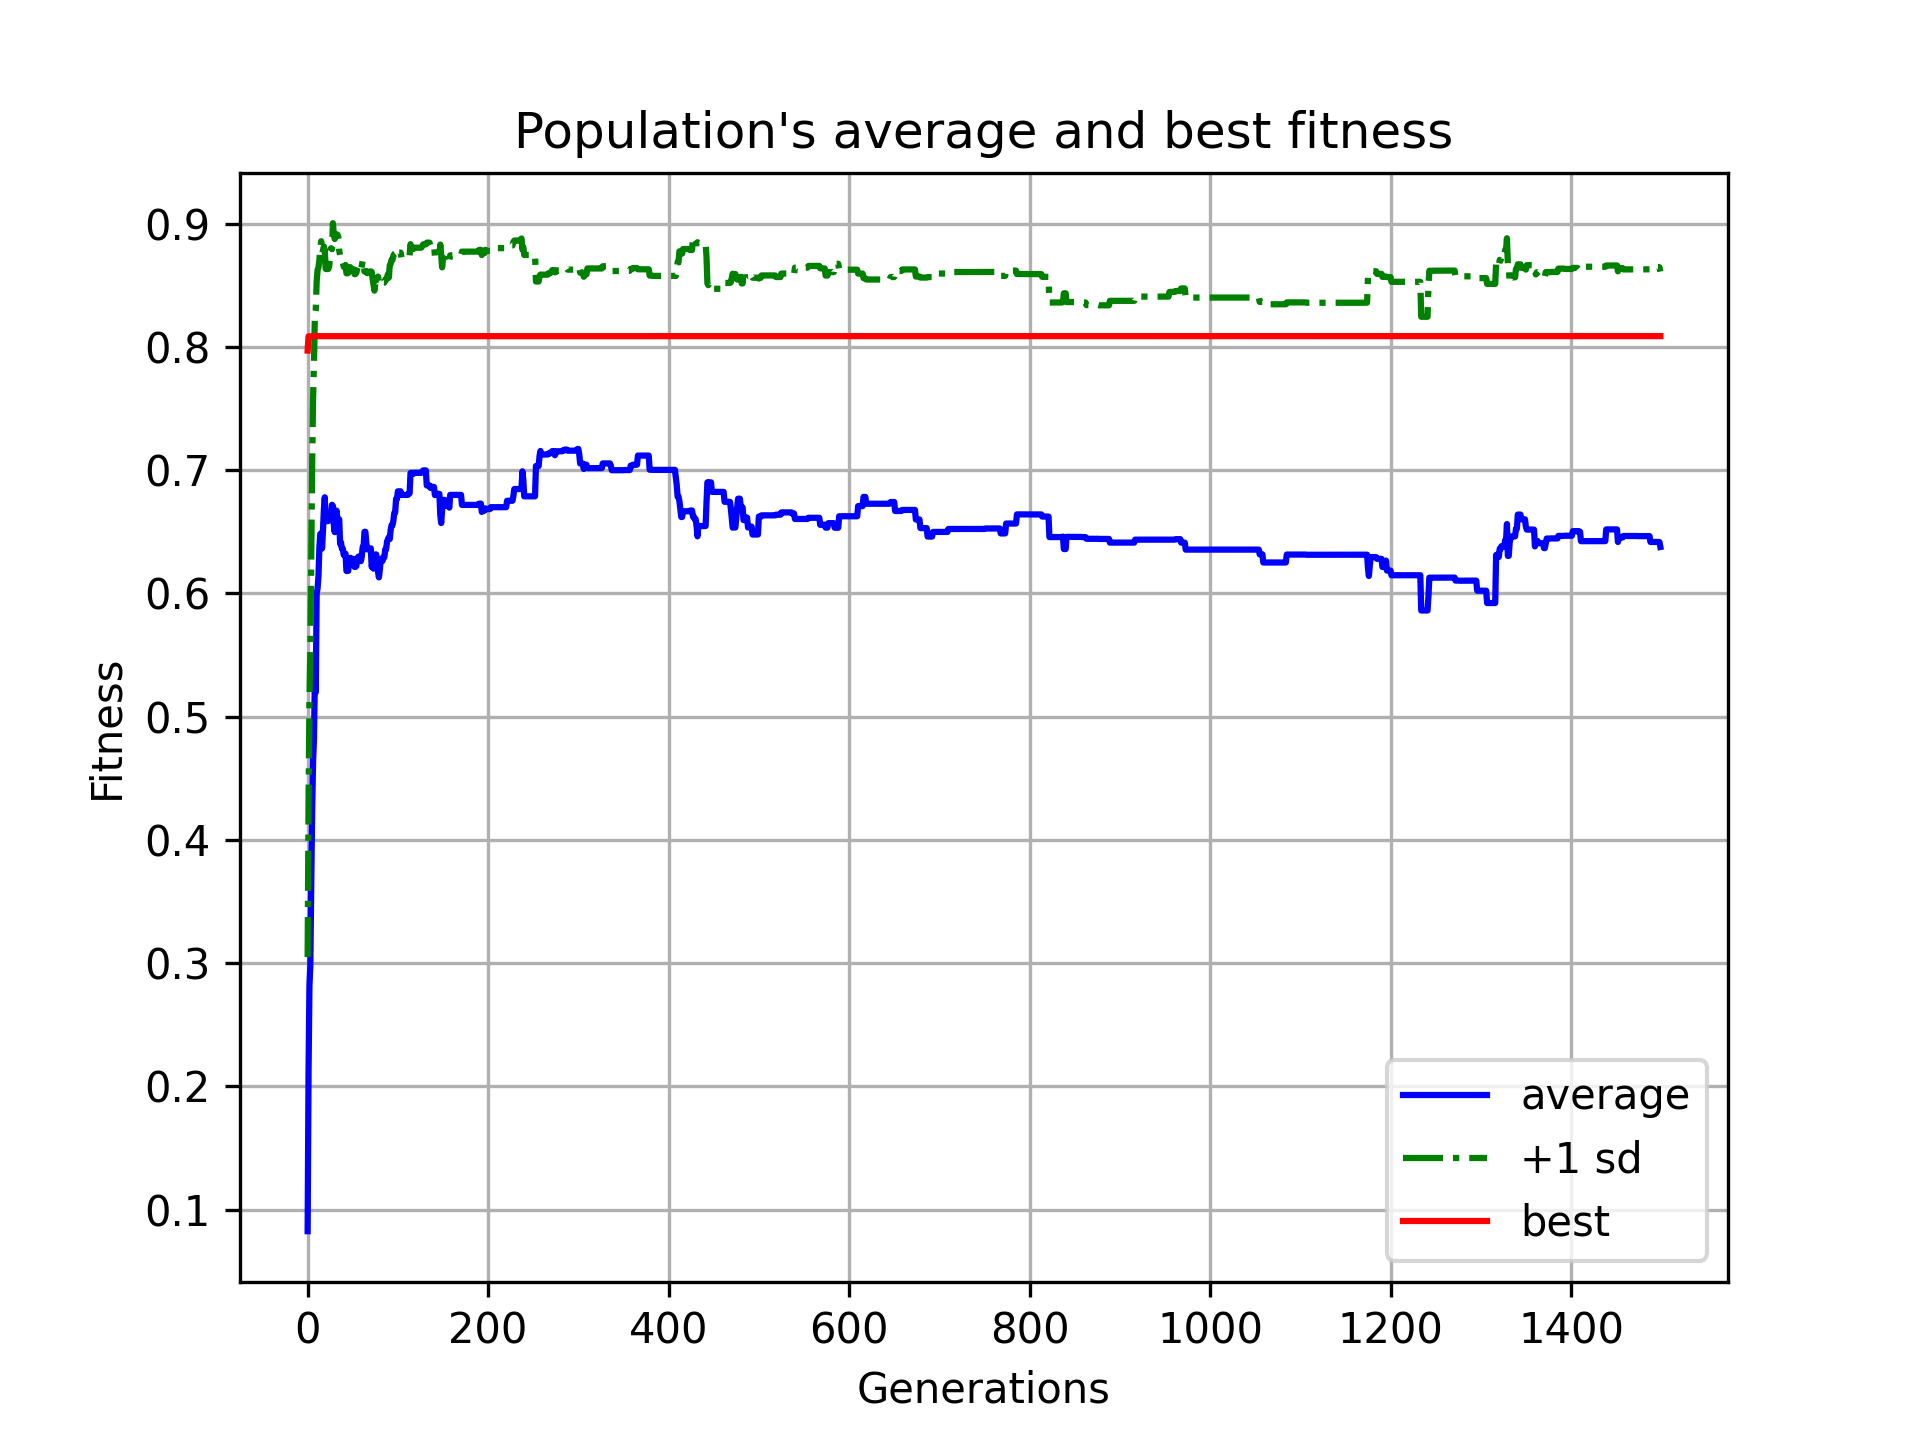 Population's average and best fitness
Fitness
0.9
0.8
0.7
0.6
0.5
0.4
0.3
0.2
0.1
average
+1 sd
best
0 200 400 600 800 1000 1200 1400
Generations